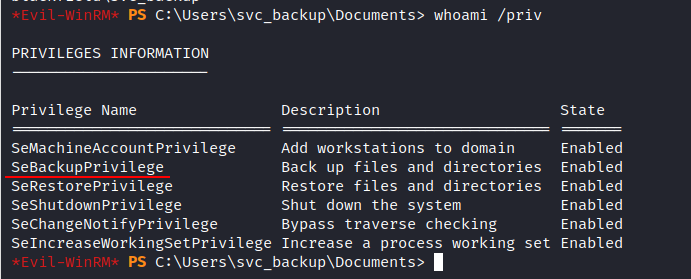 *Evil-WinRM* PS C:\Users\svc_backup\Documents> whoami /priv
PRIVILEGES INFORMATION
----------------------
Privilege Name Description State
============================= ============================== =======
SeMachineAccountPrivilege Add workstations to domain Enabled
SeBackupPrivilege Back up files and directories Enabled
SeRestorePrivilege Restore files and directories Enabled
SeShutdownPrivilege Shut down the system Enabled
SeChangeNotifyPrivilege Bypass traverse checking Enabled
SeIncreaseWorkingSetPrivilege Increase a process working set Enabled
*Evil-WinRM* PS C:\Users\svc_backup\Documents>